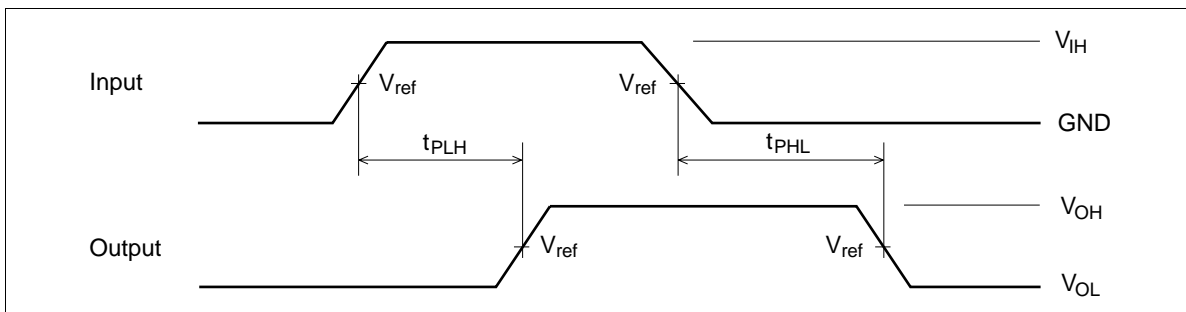 V_IH
Input V_ref V_ref
GND
t_PLH t_PHL
V_OH
Output V_ref V_ref
V_OL